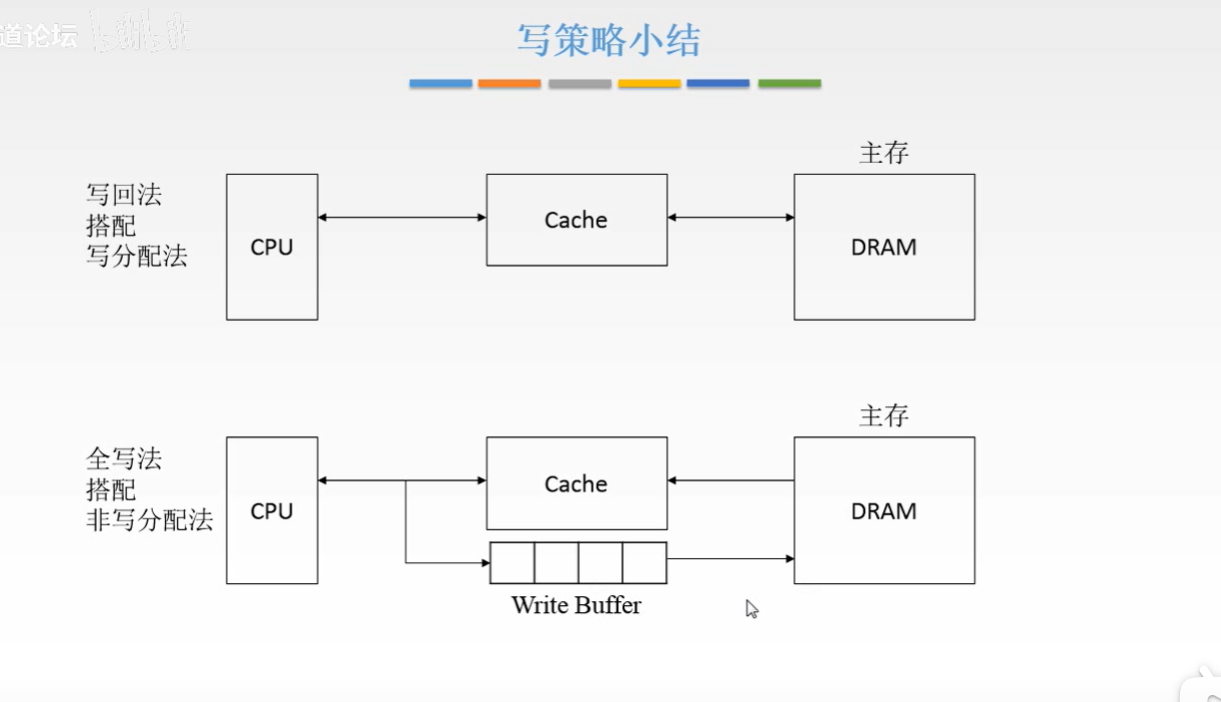 道论坛
写策略小结
主存
写回法
搭配
写分配法
CPU
Cache
DRAM
主存
全写法
搭配
非写分配法
CPU
Cache
DRAM
Write Buffer